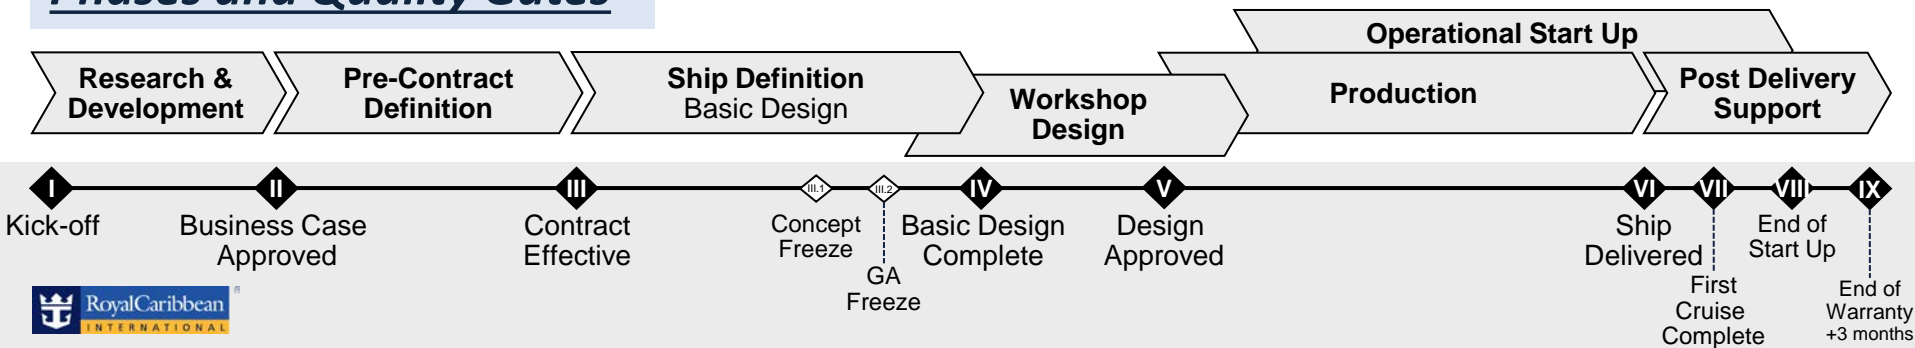 Phases and Quality Gates
Operational Start Up
Research &
Development
Pre-Contract
Definition
Ship Definition
Basic Design
Workshop
Design
Production
Post Delivery
Support
I
II
III
III.1
III.2
IV
V
VI
VII
VIII
IX
Kick-off
Business Case
Approved
Contract
Effective
Concept
Freeze
GA
Freeze
Basic Design
Complete
Design
Approved
Ship
Delivered
First
Cruise
Complete
End of
Start Up
End of
Warranty
+3 months
RoyalCaribbean
INTERNATIONAL
®